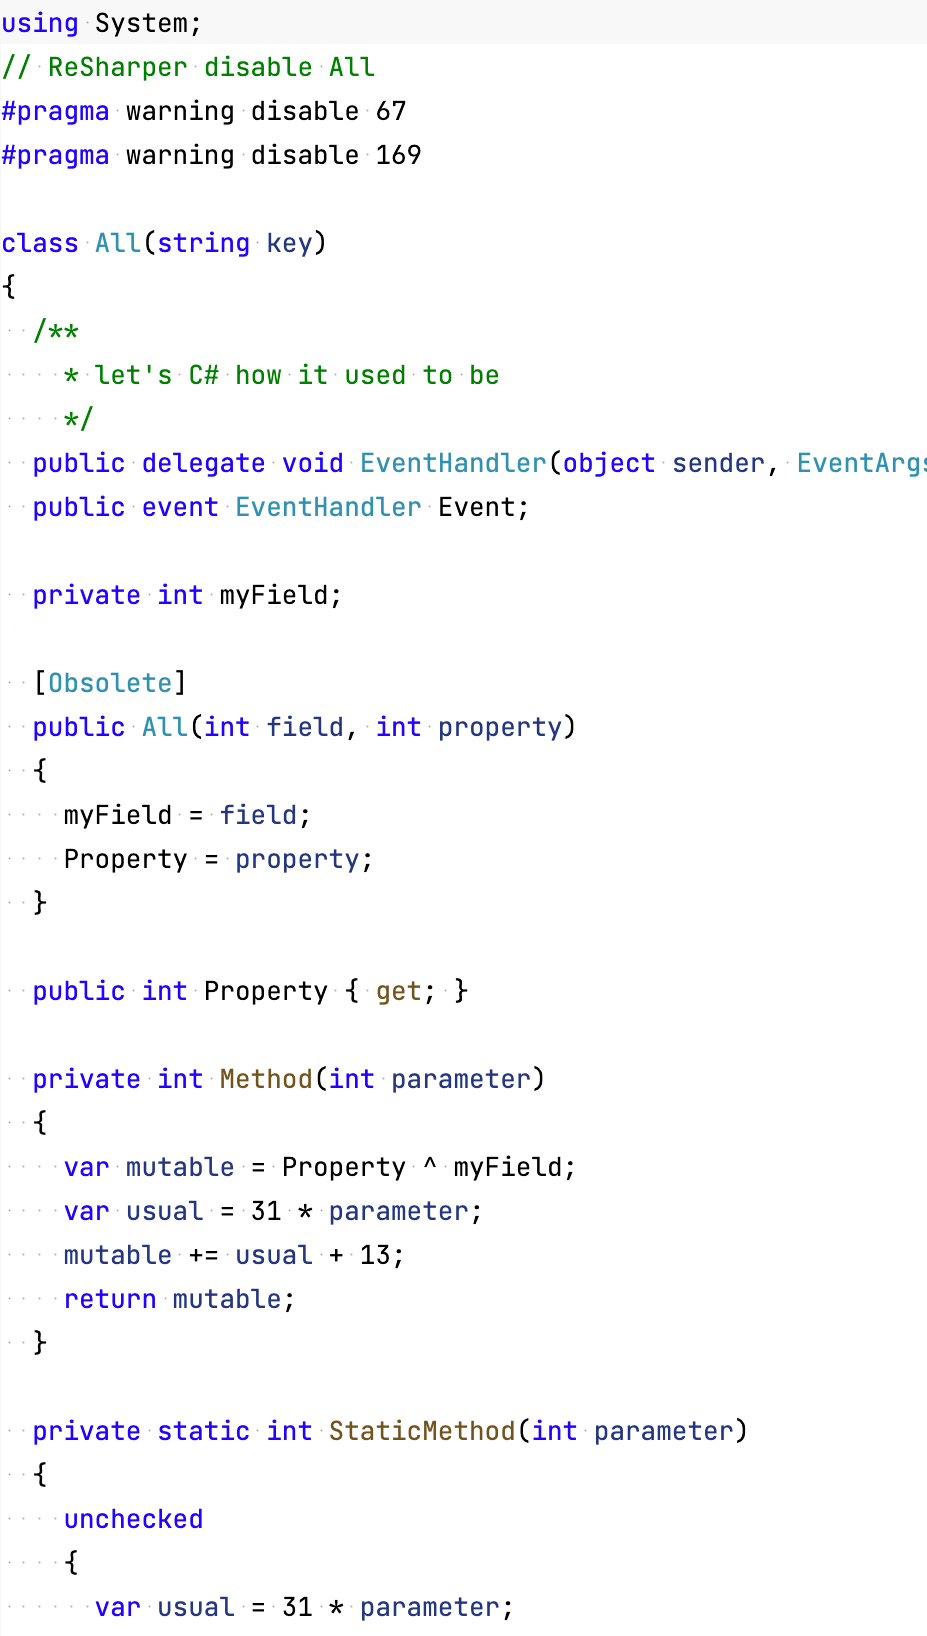 using System;
// ReSharper disable All
#pragma warning disable 67
#pragma warning disable 169

class All(string key)
{
  /**
    * let's C# how it used to be
    */
  public delegate void EventHandler(object sender, EventArgs
  public event EventHandler Event;

  private int myField;

  [Obsolete]
  public All(int field, int property)
  {
    myField = field;
    Property = property;
  }

  public int Property { get; }

  private int Method(int parameter)
  {
    var mutable = Property ^ myField;
    var usual = 31 * parameter;
    mutable += usual + 13;
    return mutable;
  }

  private static int StaticMethod(int parameter)
  {
    unchecked
    {
      var usual = 31 * parameter;